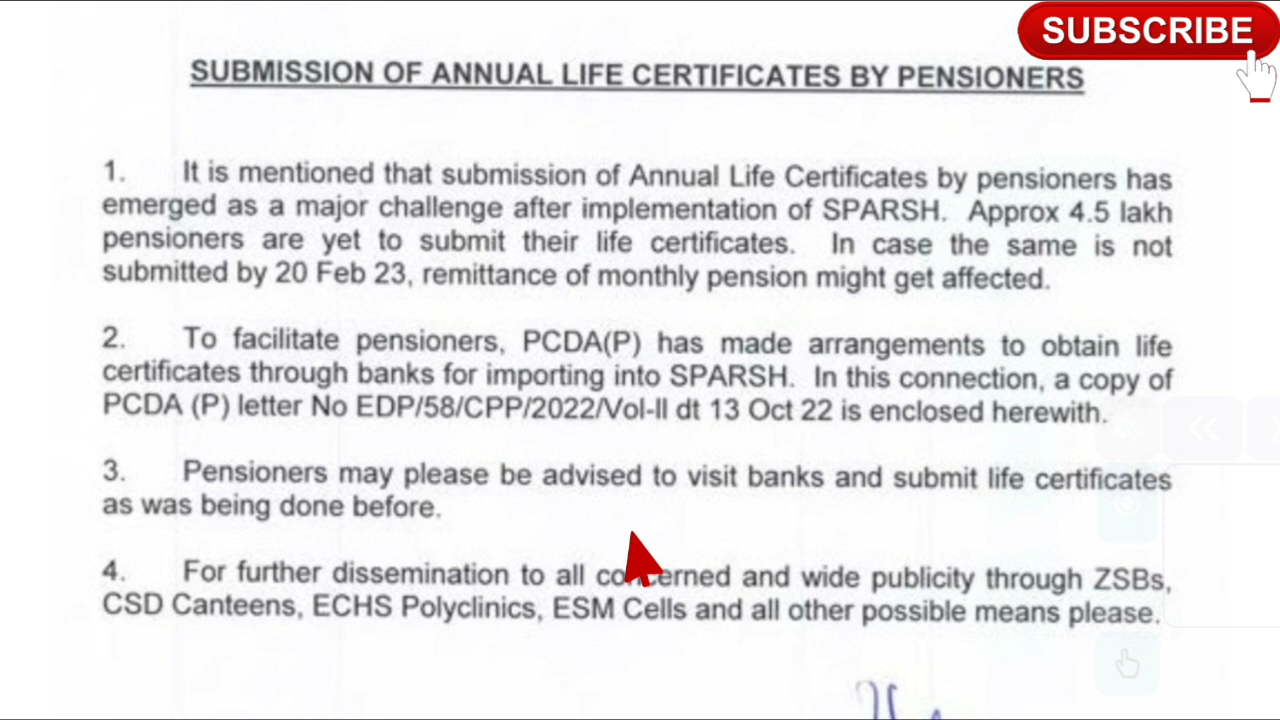 SUBSCRIBE
SUBMISSION OF ANNUAL LIFE CERTIFICATES BY PENSIONERS
1. It is mentioned that submission of Annual Life Certificates by pensioners has
emerged as a major challenge after implementation of SPARSH. Approx 4.5 lakh
pensioners are yet to submit their life certificates. In case the same is not
submitted by 20 Feb 23, remittance of monthly pension might get affected.
2. To facilitate pensioners, PCDA(P) has made arrangements to obtain life
certificates through banks for importing into SPARSH. In this connection, a copy of
PCDA (P) letter No EDP/58/CPP/2022/Vol-II dt 13 Oct 22 is enclosed herewith.
3. Pensioners may please be advised to visit banks and submit life certificates
as was being done before.
4. For further dissemination to all concerned and wide publicity through ZSBs,
CSD Canteens, ECHS Polyclinics, ESM Cells and all other possible means please.